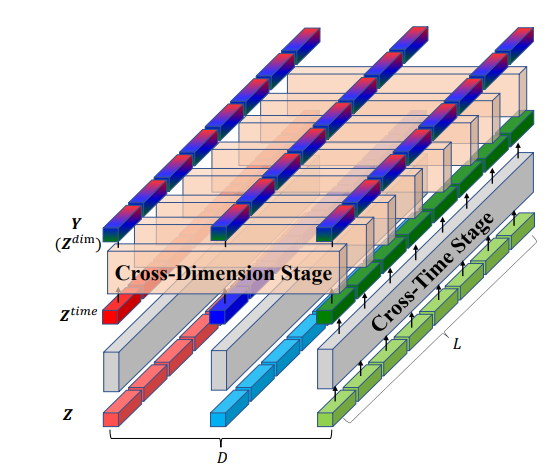 Y
(Z^dim)
Cross-Dimension Stage
Z^time
Cross-Time Stage
L
Z
D